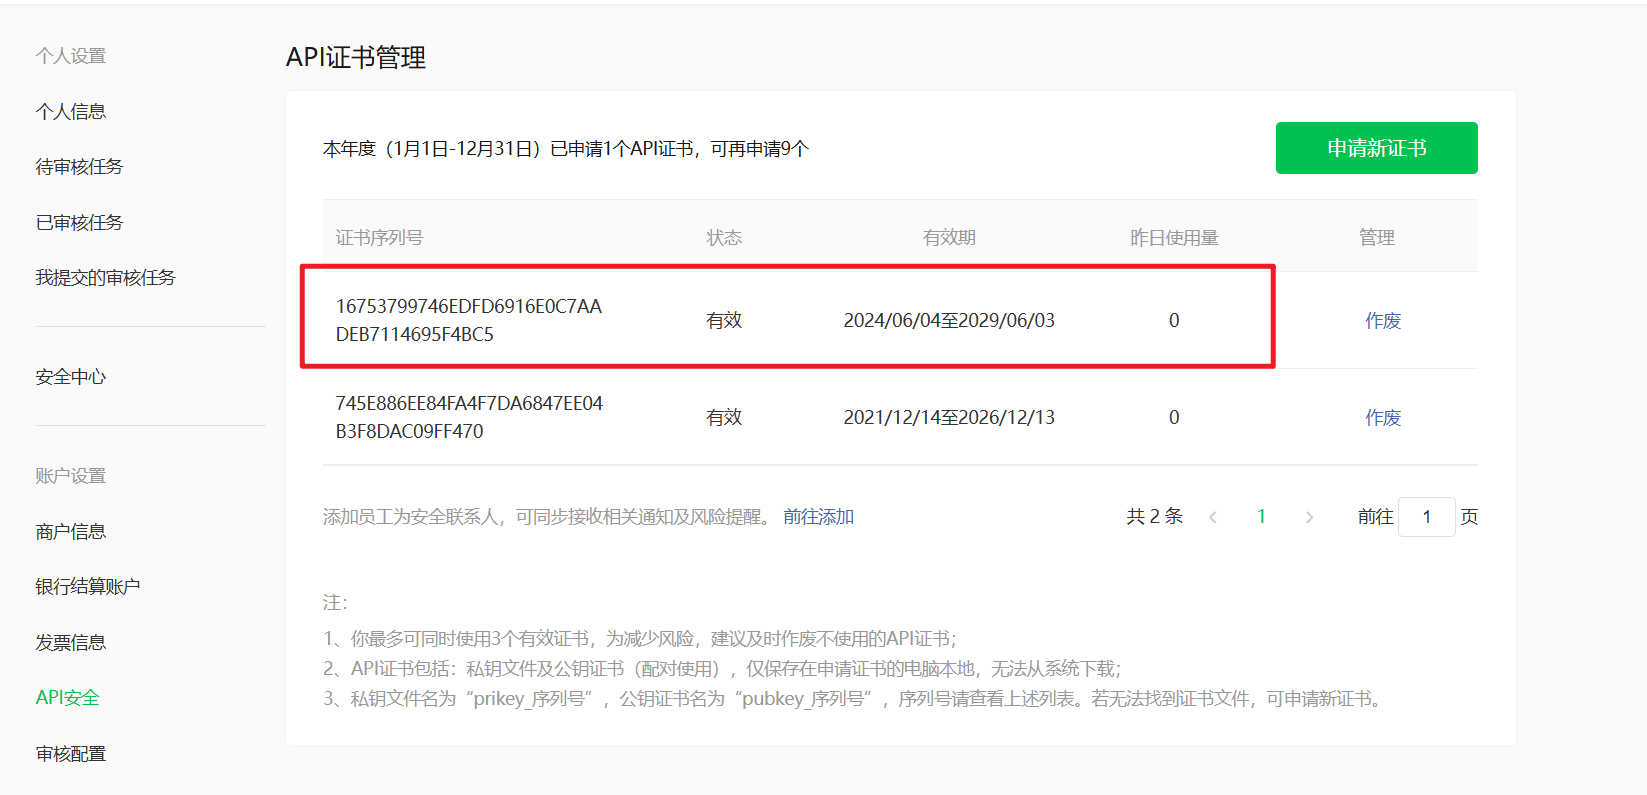 个人设置
个人信息
待审核任务
已审核任务
我提交的审核任务
安全中心
账户设置
商户信息
银行结算账户
发票信息
API安全
审核配置
API证书管理
本年度（1月1日-12月31日）已申请1个API证书，可再申请9个
申请新证书
证书序列号 状态 有效期 昨日使用量 管理
16753799746EDFD6916E0C7AA
DEB7114695F4BC5
有效 2024/06/04至2029/06/03 0 作废
745E886EE84FA4F7DA6847EE04
B3F8DAC09FF470
有效 2021/12/14至2026/12/13 0 作废
添加员工为安全联系人，可同步接收相关通知及风险提醒。 前往添加
共 2 条 < 1 > 前往 1 页
注：
1、你最多可同时使用3个有效证书，为减少风险，建议及时作废不使用的API证书；
2、API证书包括：私钥文件及公钥证书（配对使用），仅保存在申请证书的电脑本地，无法从系统下载；
3、私钥文件名为“prikey_序列号”，公钥证书名为“pubkey_序列号”，序列号请查看上述列表。若无法找到证书文件，可申请新证书。